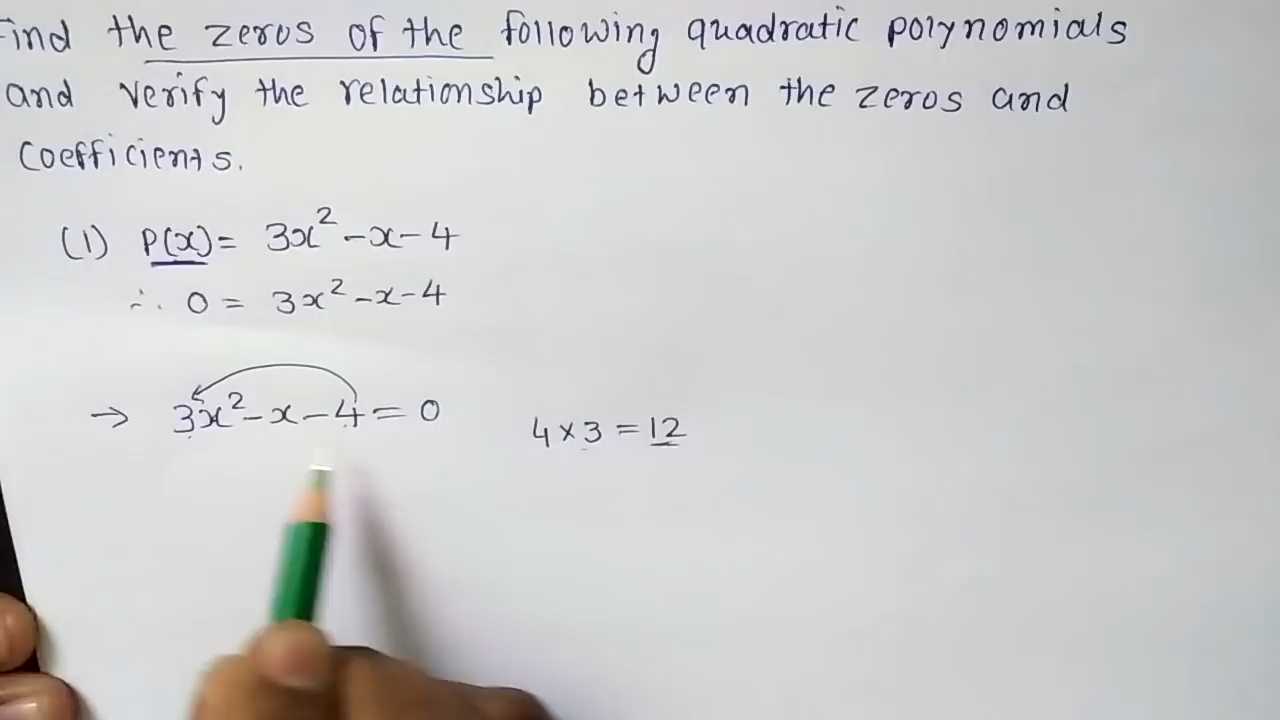 Find the zeros of the following quadratic polynomials
and verify the relationship between the zeros and
coefficients.
(1) P(x) = 3x² - x - 4
∴ 0 = 3x² - x - 4
→ 3x² - x - 4 = 0
4 × 3 = 12